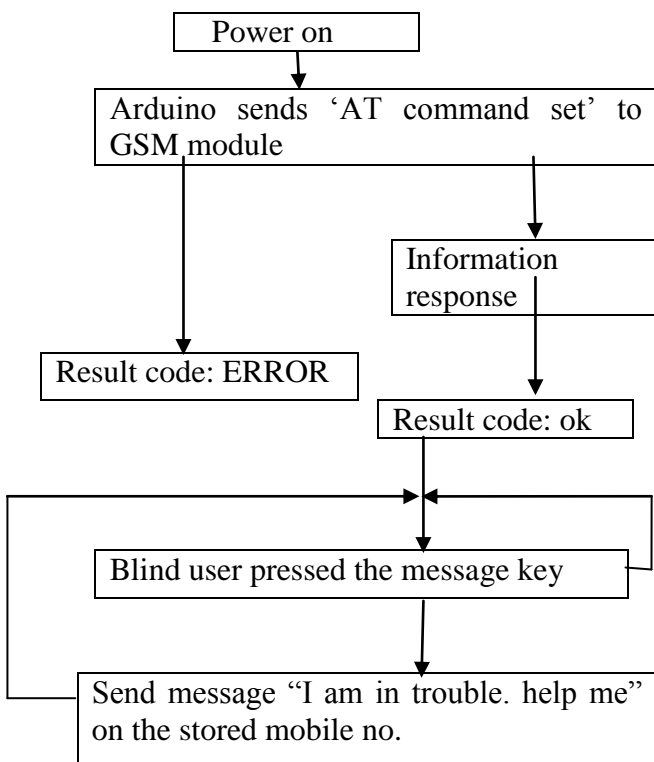 Power on
Arduino sends ‘AT command set’ to
GSM module
Information
response
Result code: ERROR
Result code: ok
Blind user pressed the message key
Send message “I am in trouble. help me”
on the stored mobile no.